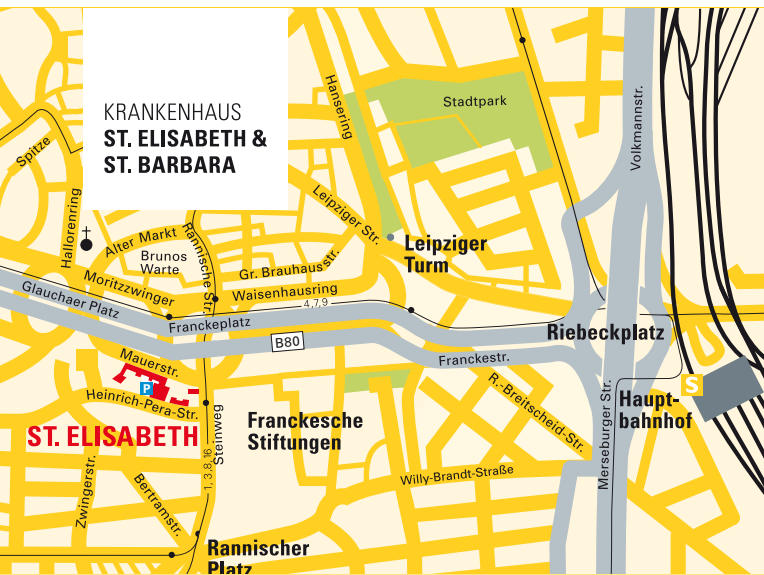 KRANKENHAUS
ST. ELISABETH &
ST. BARBARA
Stadtpark
Hansering
Volkmannstr.
Spitze
Hallorenring
Alter Markt
Brunos
Warte
Rannische Str.
Leipziger Str.
Leipziger
Turm
Gr. Brauhausstr.
Moritzzwinger
Waisenhausring
Glauchaer Platz
4,7,9
Franckeplatz
Riebeckplatz
B80
Mauerstr.
Franckestr.
P
Heinrich-Pera-Str.
R.-Breitscheid-Str.
Merseburger Str.
S
Haupt-
bahnhof
ST. ELISABETH
Steinweg
1, 3, 8, 16
Franckesche
Stiftungen
Zwingerstr.
Bertramstr.
Willy-Brandt-Straße
Rannischer
Platz